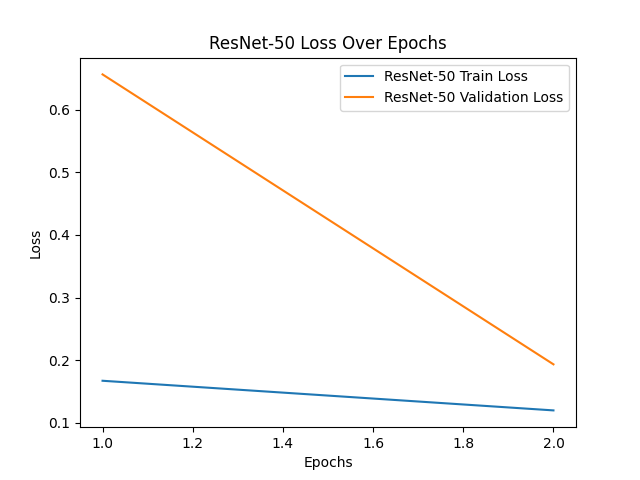 ResNet-50 Loss Over Epochs
ResNet-50 Train Loss
ResNet-50 Validation Loss
Loss
0.6
0.5
0.4
0.3
0.2
0.1
1.0 1.2 1.4 1.6 1.8 2.0
Epochs